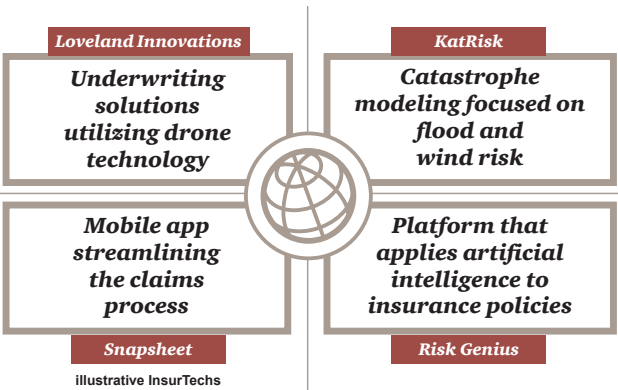 Loveland Innovations
Underwriting
solutions
utilizing drone
technology
KatRisk
Catastrophe
modeling focused on
flood and
wind risk
Mobile app
streamlining
the claims
process
Snapsheet
Platform that
applies artificial
intelligence to
insurance policies
Risk Genius
illustrative InsurTechs